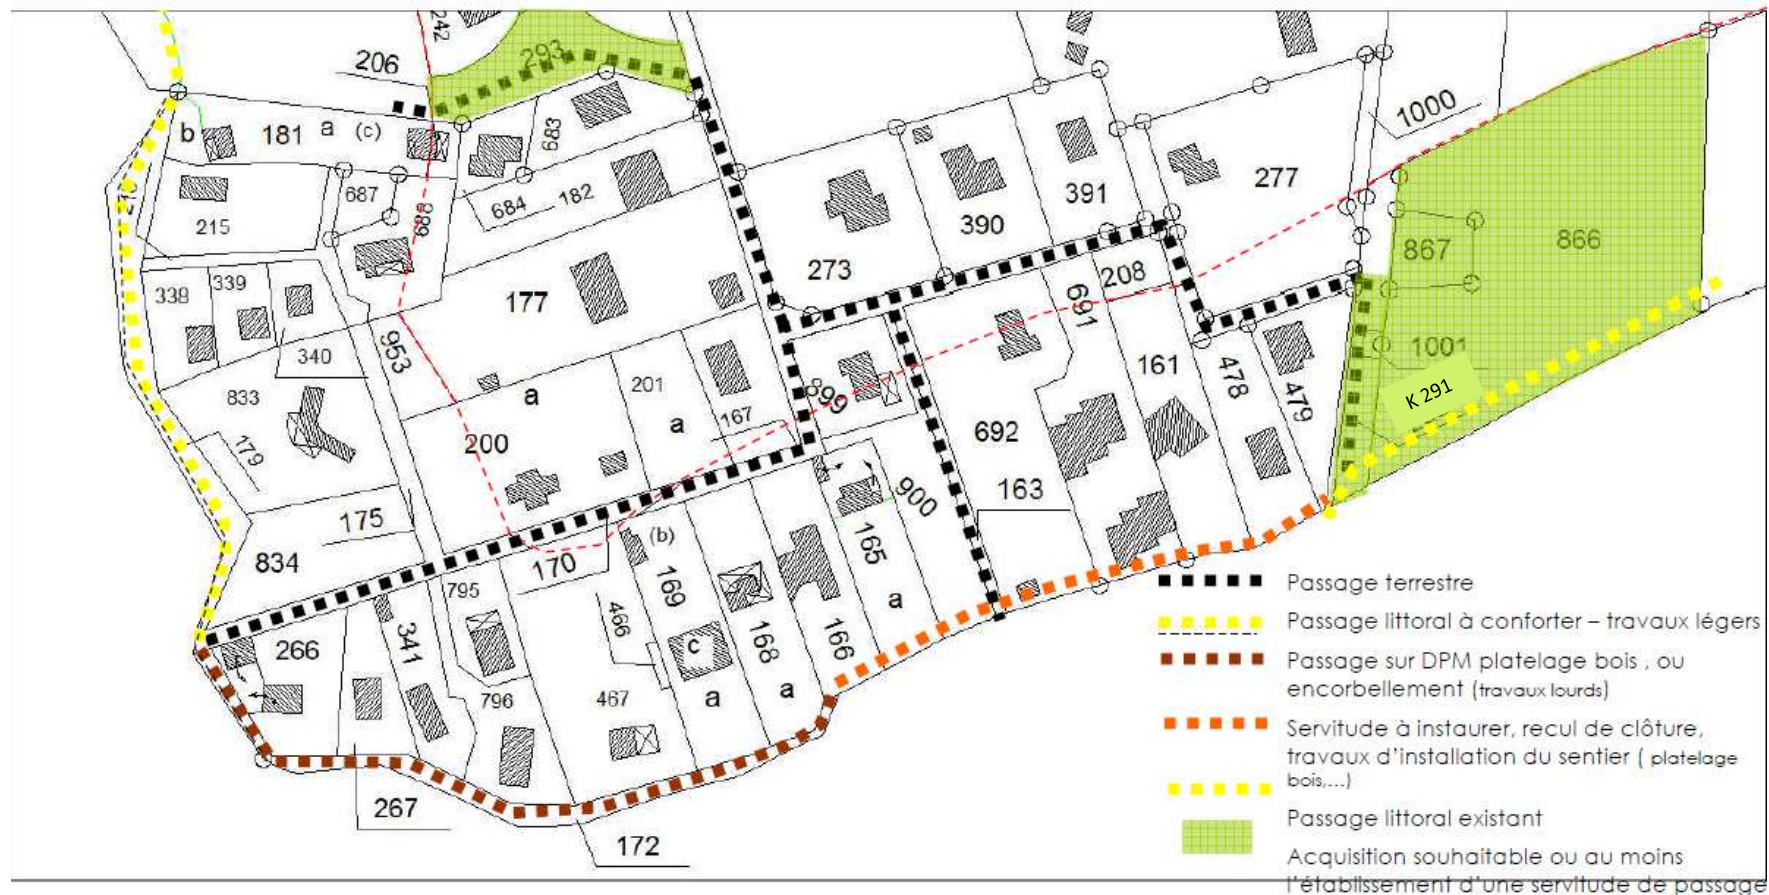 242
293
206
b
181
a
(c)
683
1000
687
688
684
182
391
277
390
215
867
866
273
208
338
339
177
691
1001
340
953
161
478
479
K 291
833
a
201
a
167
899
692
200
179
900
163
175
834
(b)
165
170
169
795
466
a
266
341
c
168
166
796
467
a
a
267
172
Passage terrestre
Passage littoral à conforter – travaux légers
Passage sur DPM platelage bois , ou
encorbellement (travaux lourds)
Servitude à instaurer, recul de clôture,
travaux d'installation du sentier ( platelage
bois,...)
Passage littoral existant
Acquisition souhaitable ou au moins
l'établissement d'une servitude de passage